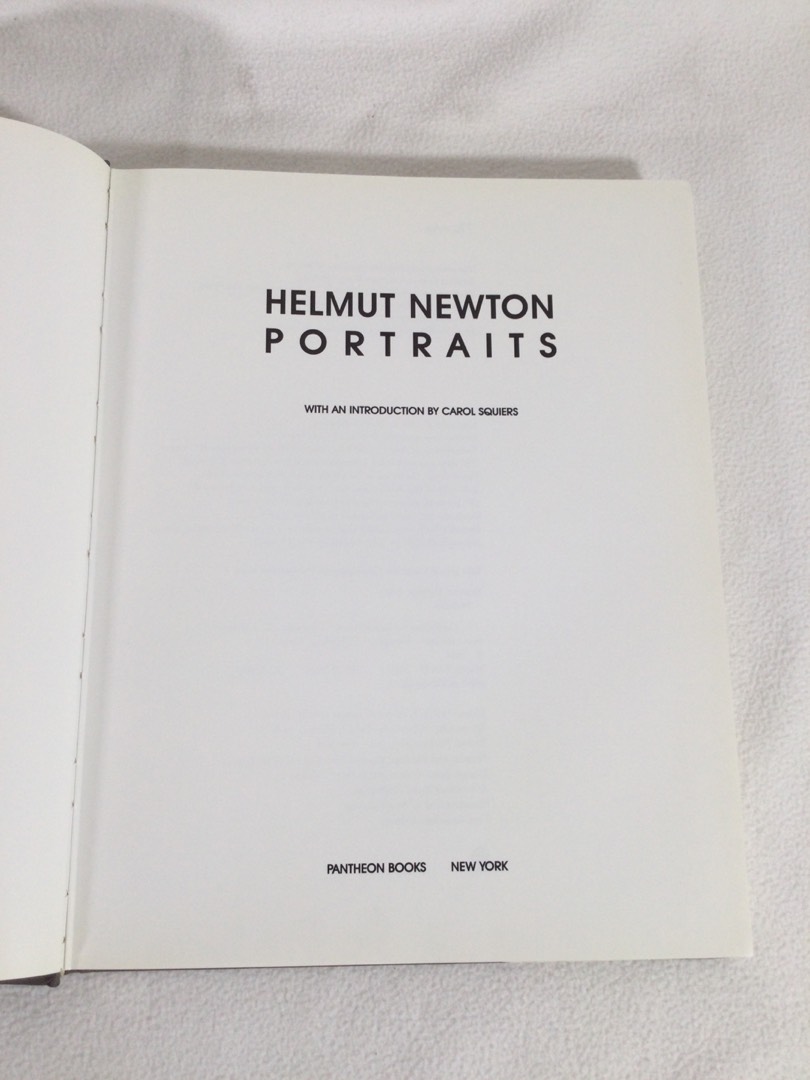 HELMUT NEWTON
PORTRAITS
WITH AN INTRODUCTION BY CAROL SQUIERS
PANTHEON BOOKS NEW YORK